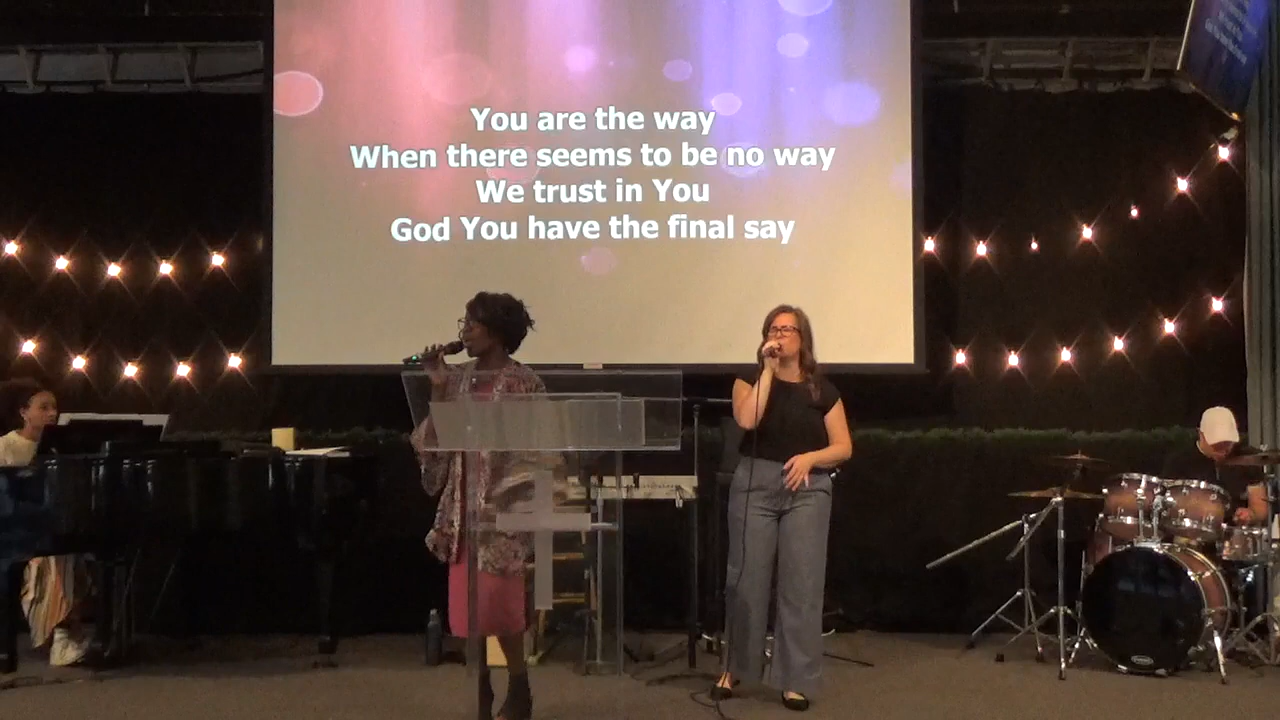 You are the way
When there seems to be no way
We trust in You
God You have the final say